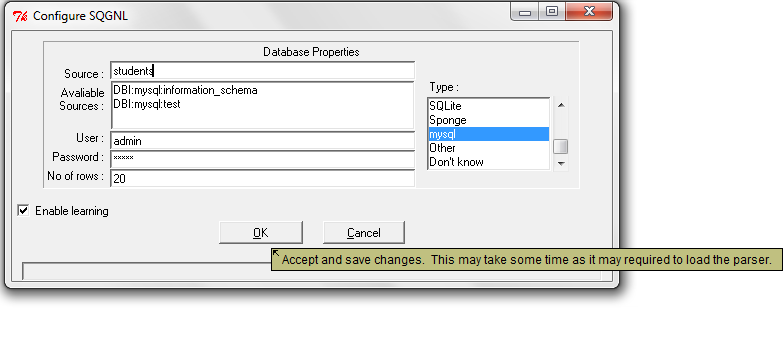 Configure SQGNL
Database Properties
Source : students
Avaliable Sources :
DBI:mysql:information_schema
DBI:mysql:test
User : admin
Password : xxxxx
No of rows : 20
Type :
SQLite
Sponge
mysql
Other
Don't know
Enable learning
OK Cancel
Accept and save changes. This may take some time as it may required to load the parser.